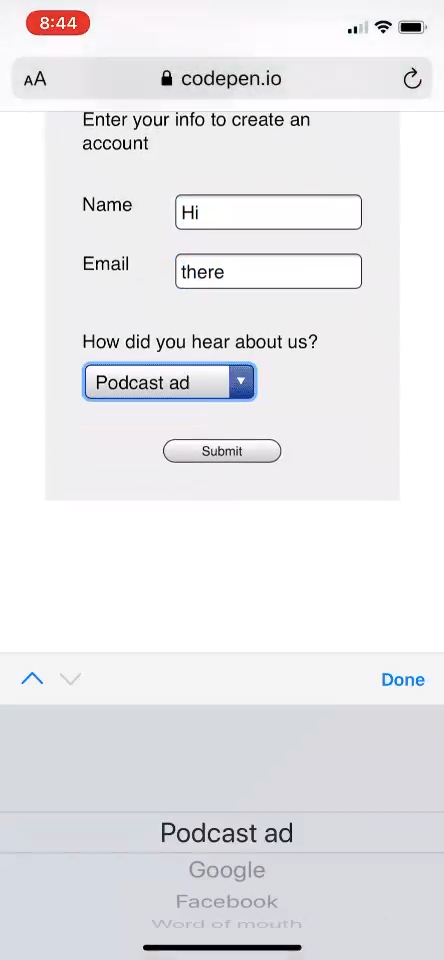 8:44
AA codepen.io
Enter your info to create an
account
Name Hi
Email there
How did you hear about us?
Podcast ad
Submit
Done
Podcast ad
Google
Facebook
Word of mouth